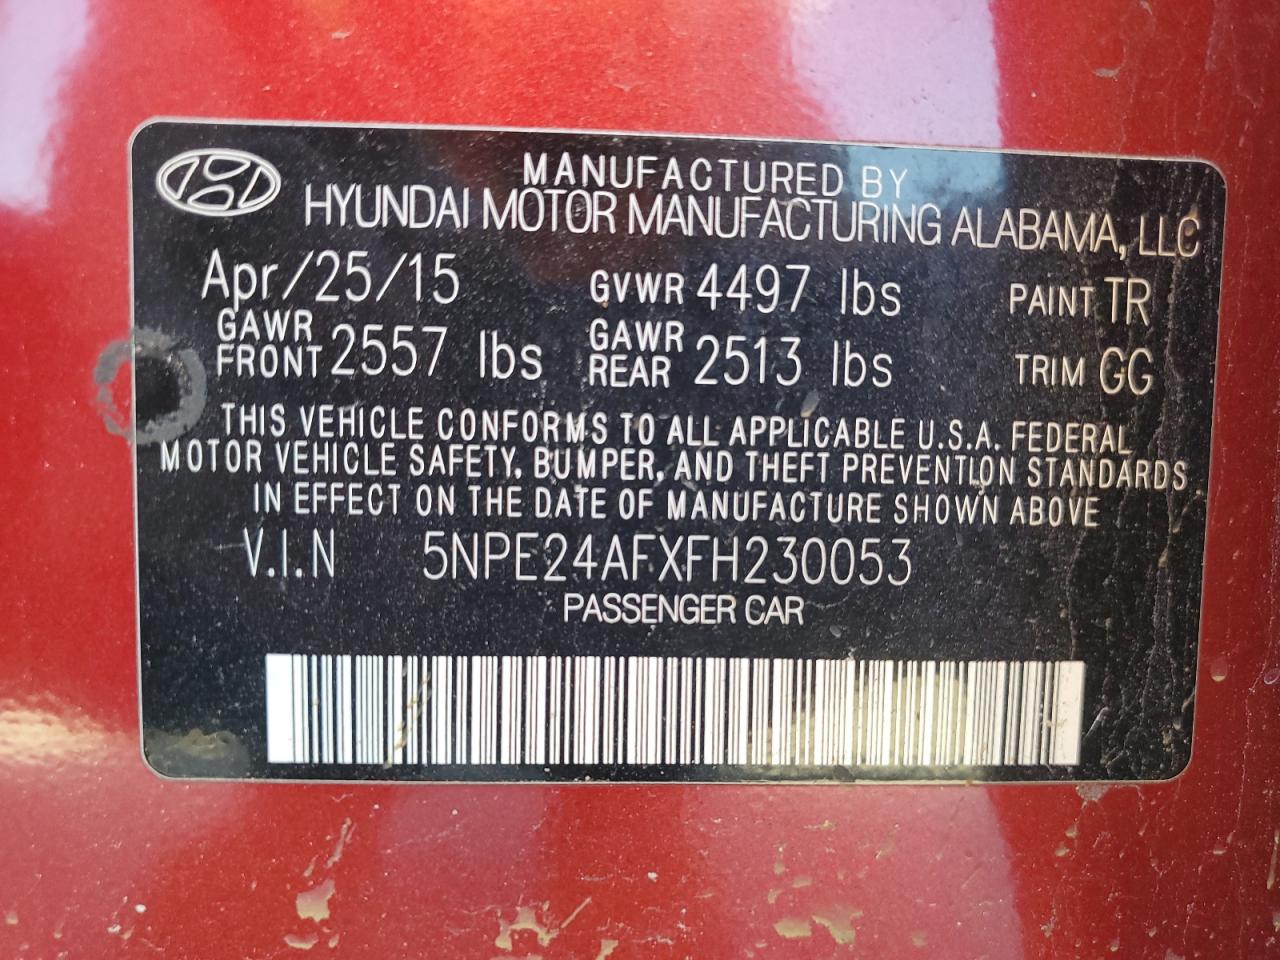 MANUFACTURED BY
HYUNDAI MOTOR MANUFACTURING ALABAMA, LLC
Apr/25/15 GVWR 4497 lbs PAINT TR
GAWR FRONT 2557 lbs GAWR REAR 2513 lbs TRIM GG
THIS VEHICLE CONFORMS TO ALL APPLICABLE U.S.A. FEDERAL
MOTOR VEHICLE SAFETY, BUMPER, AND THEFT PREVENTION STANDARDS
IN EFFECT ON THE DATE OF MANUFACTURE SHOWN ABOVE
V.I.N 5NPE24AFXFH230053
PASSENGER CAR